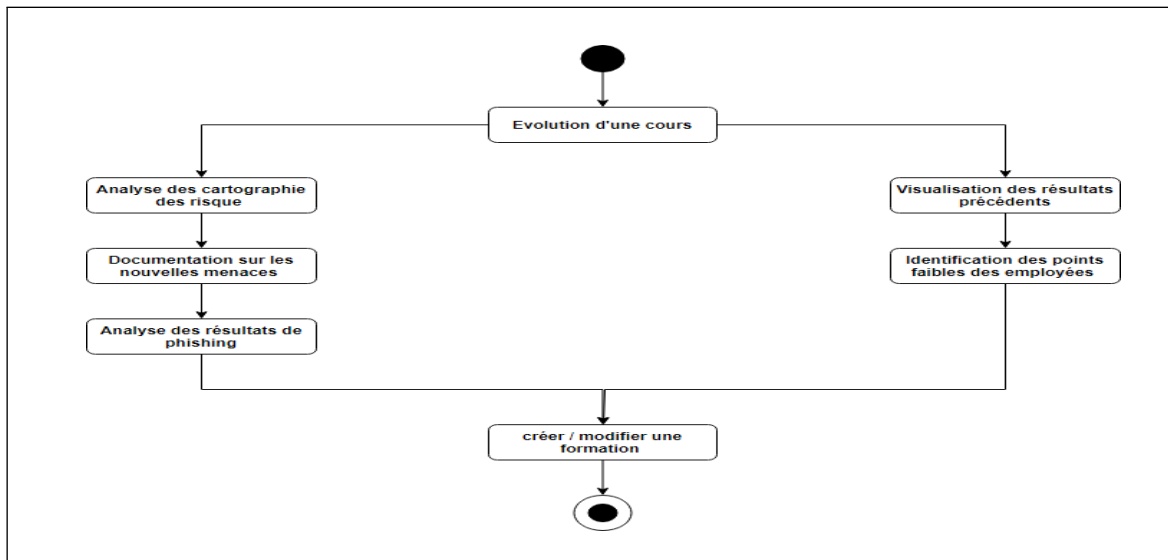 Evolution d'une cours
Analyse des cartographie
des risque
Documentation sur les
nouvelles menaces
Analyse des résultats de
phishing
Visualisation des résultats
précédents
Identification des points
faibles des employées
créer / modifier une
formation